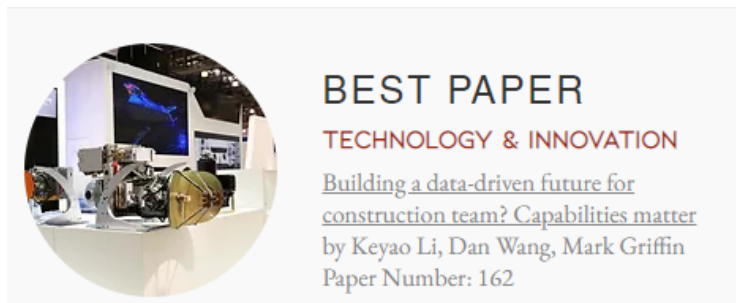 BEST PAPER
TECHNOLOGY & INNOVATION
Building a data-driven future for
construction team? Capabilities matter
by Keyao Li, Dan Wang, Mark Griffin
Paper Number: 162